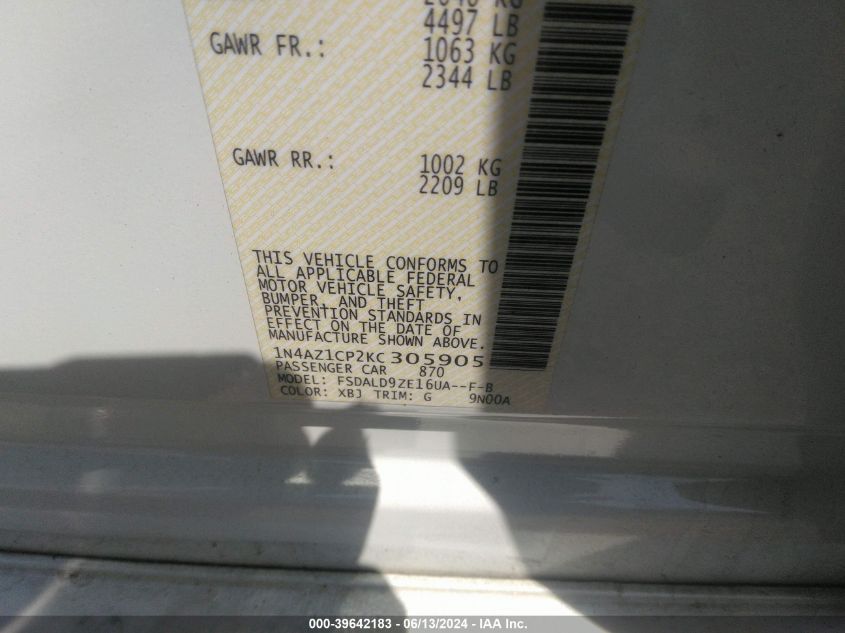 4497 LB
GAWR FR.: 1063 KG
2344 LB
GAWR RR.: 1002 KG
2209 LB
THIS VEHICLE CONFORMS TO
ALL APPLICABLE FEDERAL
MOTOR VEHICLE SAFETY,
BUMPER, AND THEFT
PREVENTION STANDARDS IN
EFFECT ON THE DATE OF
MANUFACTURE SHOWN ABOVE.
1N4AZ1CP2KC305905
PASSENGER CAR 870
MODEL: FSDALD9ZE16UA--F-B
COLOR: XBJ TRIM: G 9N00A
000-39642183 - 06/13/2024 - IAA Inc.